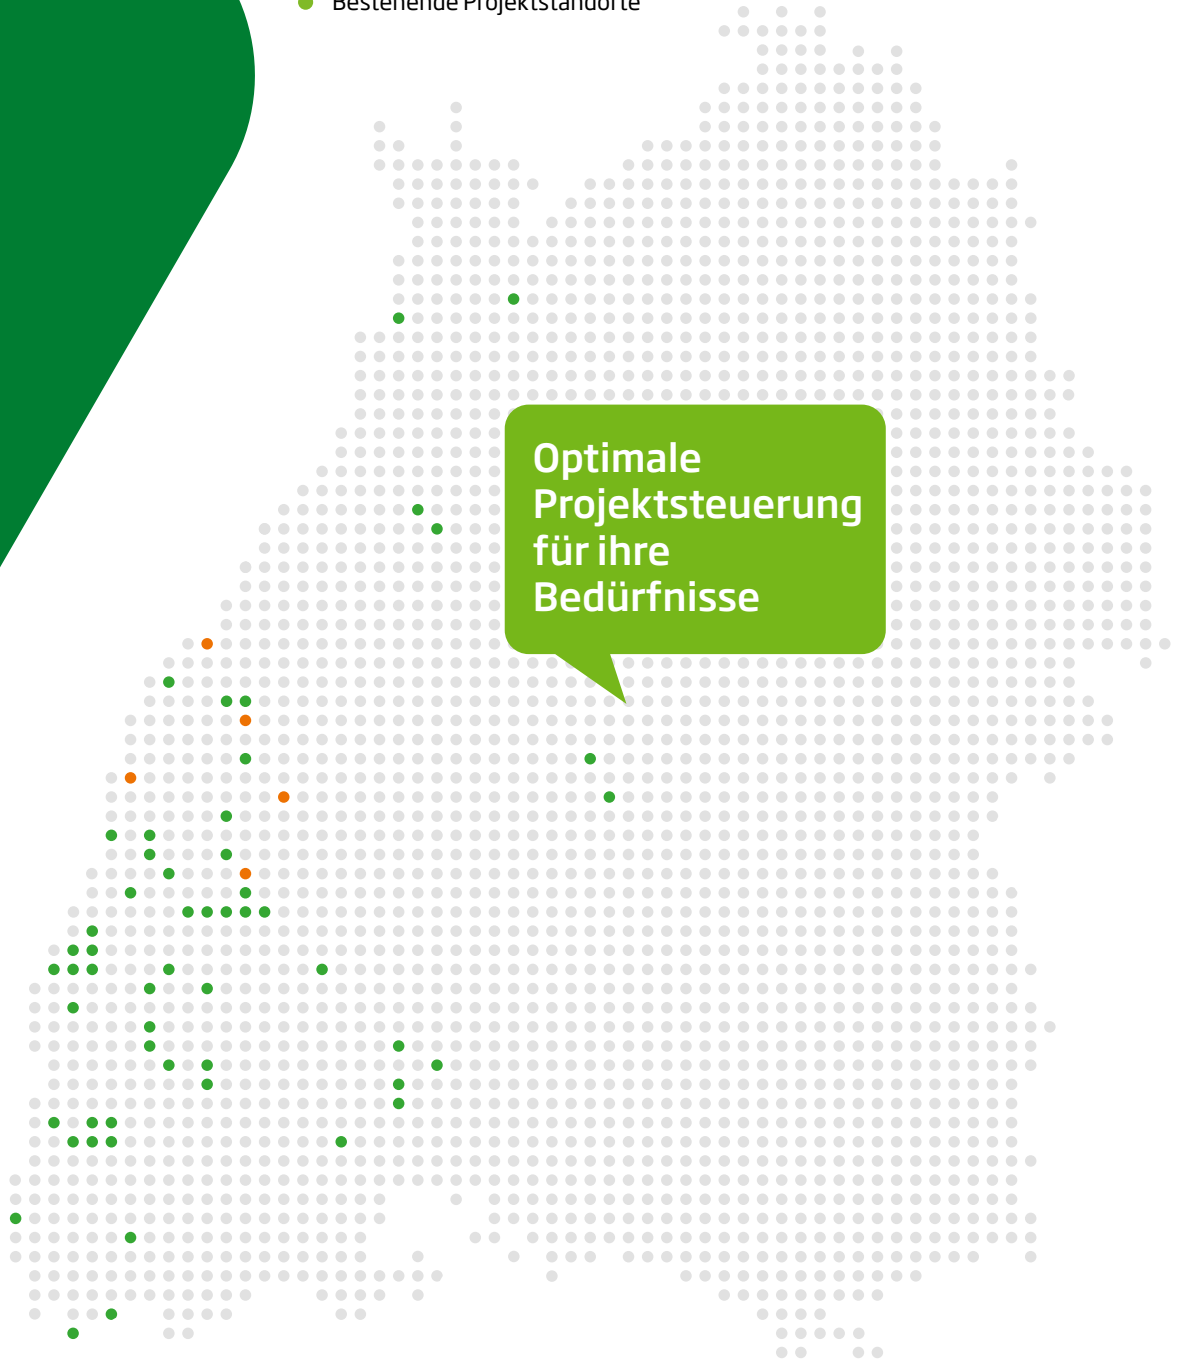 Bestehende Projektstandorte
Optimale
Projektsteuerung
für ihre
Bedürfnisse